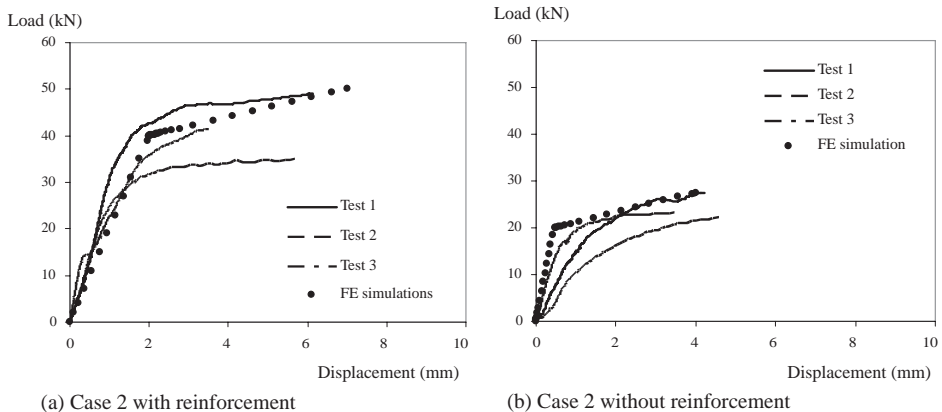 Load (kN)
60
50
40
30
20
10
0
0 2 4 6 8 10
Test 1
Test 2
Test 3
FE simulations
Displacement (mm)
(a) Case 2 with reinforcement
Load (kN)
60
50
40
30
20
10
0
0 2 4 6 8 10
Test 1
Test 2
Test 3
FE simulation
Displacement (mm)
(b) Case 2 without reinforcement